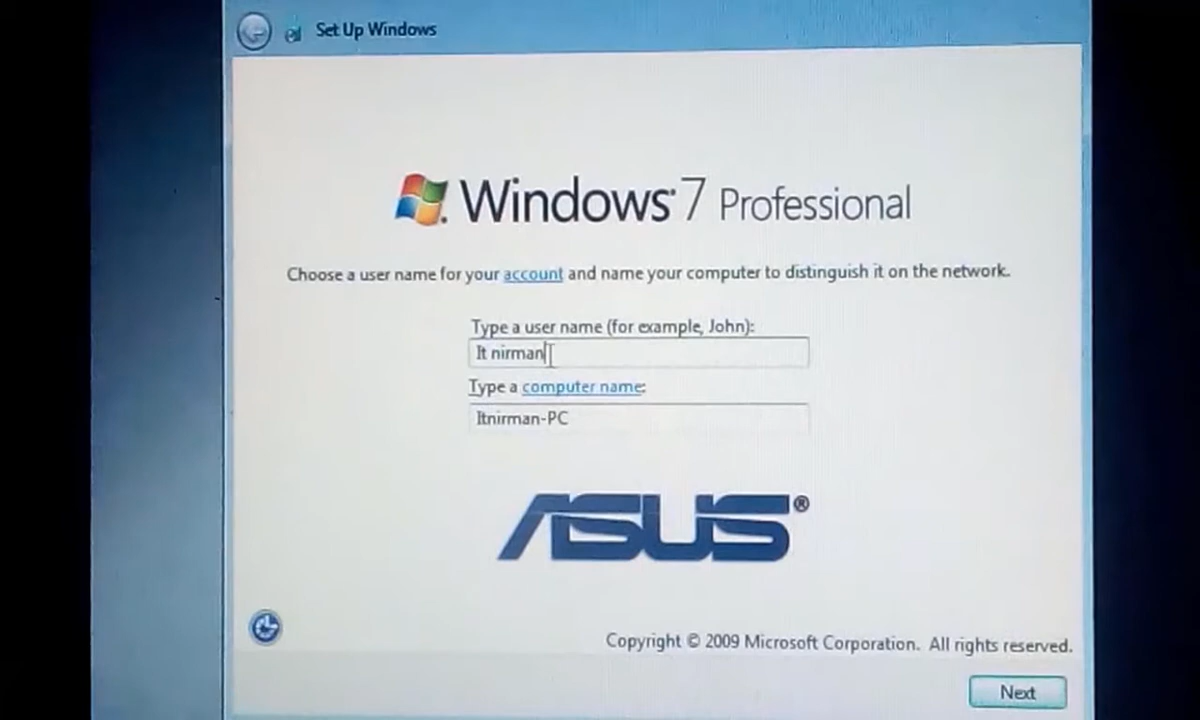 Set Up Windows
Windows® 7 Professional
Choose a user name for your account and name your computer to distinguish it on the network.
Type a user name (for example, John):
It nirman
Type a computer name:
Itnirman-PC
ASUS®
Copyright © 2009 Microsoft Corporation. All rights reserved.
Next